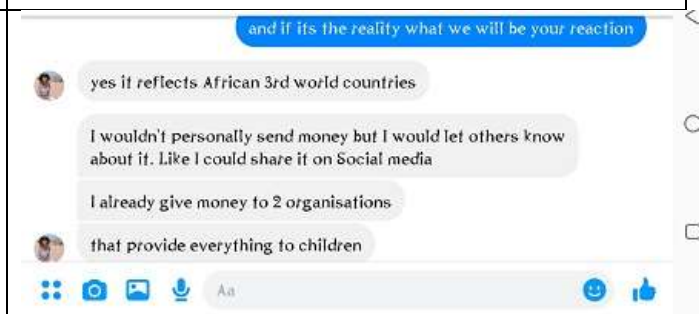 and if its the reality what we will be your reaction
yes it reflects African 3rd world countries
I wouldn't personally send money but I would let others know
about it. Like I could share it on Social media
I already give money to 2 organisations
that provide everything to children
Aa